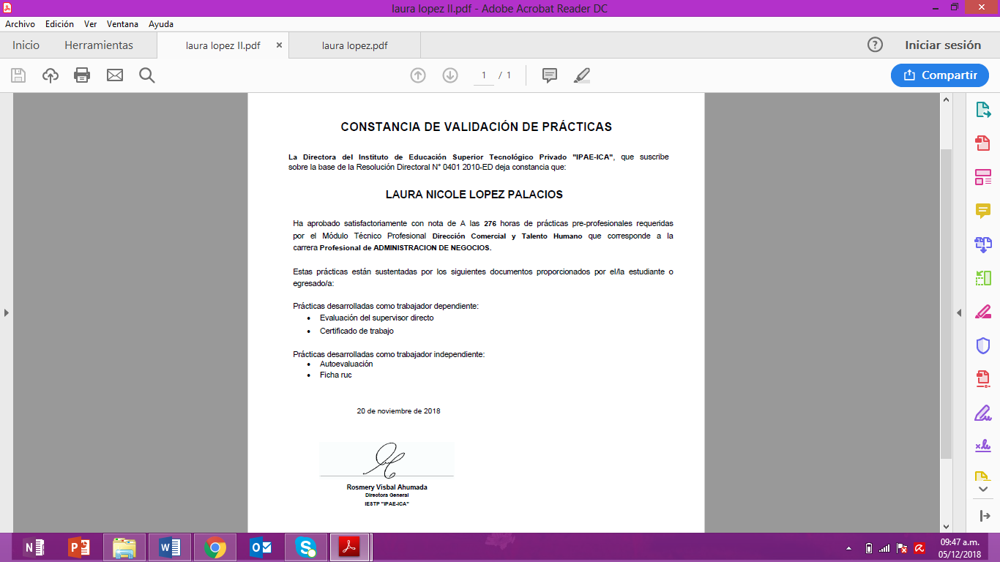 laura lopez II.pdf - Adobe Acrobat Reader DC
Archivo Edición Ver Ventana Ayuda
Inicio Herramientas laura lopez II.pdf × laura lopez.pdf ? Iniciar sesión
1 / 1 Compartir
CONSTANCIA DE VALIDACIÓN DE PRÁCTICAS
La Directora del Instituto de Educación Superior Tecnológico Privado "IPAE-ICA", que suscribe
sobre la base de la Resolución Directoral N° 0401 2010-ED deja constancia que:
LAURA NICOLE LOPEZ PALACIOS
Ha aprobado satisfactoriamente con nota de A las 276 horas de prácticas pre-profesionales requeridas
por el Módulo Técnico Profesional Dirección Comercial y Talento Humano que corresponde a la
carrera Profesional de ADMINISTRACION DE NEGOCIOS.
Estas prácticas están sustentadas por los siguientes documentos proporcionados por el/la estudiante o
egresado/a:
Prácticas desarrolladas como trabajador dependiente:
• Evaluación del supervisor directo
• Certificado de trabajo
Prácticas desarrolladas como trabajador independiente:
• Autoevaluación
• Ficha ruc
20 de noviembre de 2018
Rosmery Visbal Ahumada
Directora General
IESTP "IPAE-ICA"
09:47 a.m.
05/12/2018